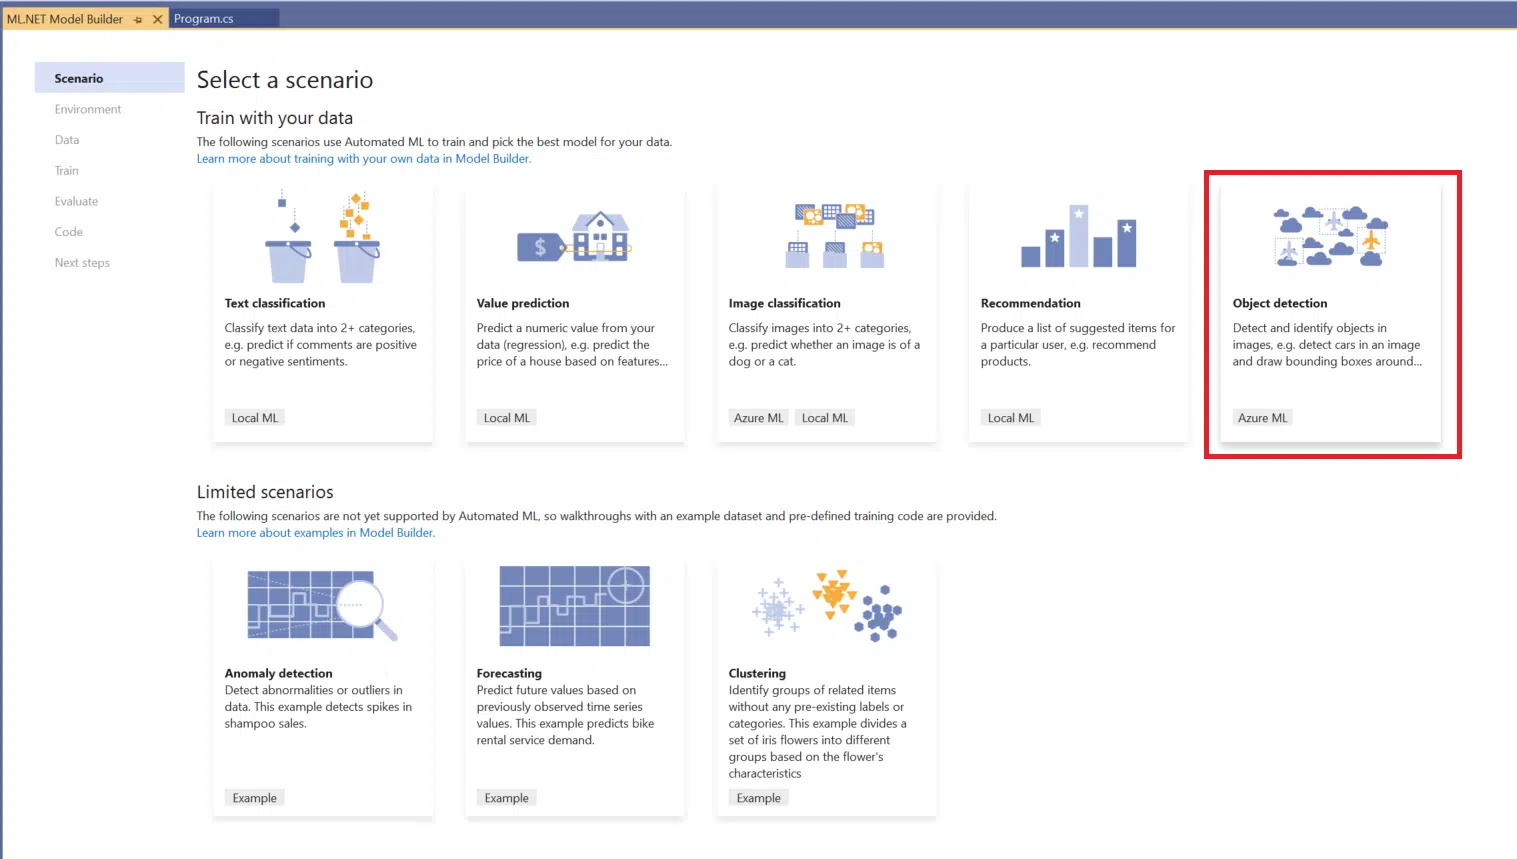 ML.NET Model Builder
Program.cs
Scenario
Environment
Data
Train
Evaluate
Code
Next steps
Select a scenario
Train with your data
The following scenarios use Automated ML to train and pick the best model for your data.
Learn more about training with your own data in Model Builder.
$
Text classification
Classify text data into 2+ categories,
e.g. predict if comments are positive
or negative sentiments.
Local ML
Value prediction
Predict a numeric value from your
data (regression), e.g. predict the
price of a house based on features...
Local ML
Image classification
Classify images into 2+ categories,
e.g. predict whether an image is of a
dog or a cat.
Azure ML
Local ML
Recommendation
Produce a list of suggested items for
a particular user, e.g. recommend
products.
Local ML
Object detection
Detect and identify objects in
images, e.g. detect cars in an image
and draw bounding boxes around...
Azure ML
Limited scenarios
The following scenarios are not yet supported by Automated ML, so walkthroughs with an example dataset and pre-defined training code are provided.
Learn more about examples in Model Builder.
Anomaly detection
Detect abnormalities or outliers in
data. This example detects spikes in
shampoo sales.
Example
Forecasting
Predict future values based on
previously observed time series
values. This example predicts bike
rental service demand.
Example
Clustering
Identify groups of related items
without any pre-existing labels or
categories. This example divides a
set of iris flowers into different
groups based on the flower's
characteristics
Example